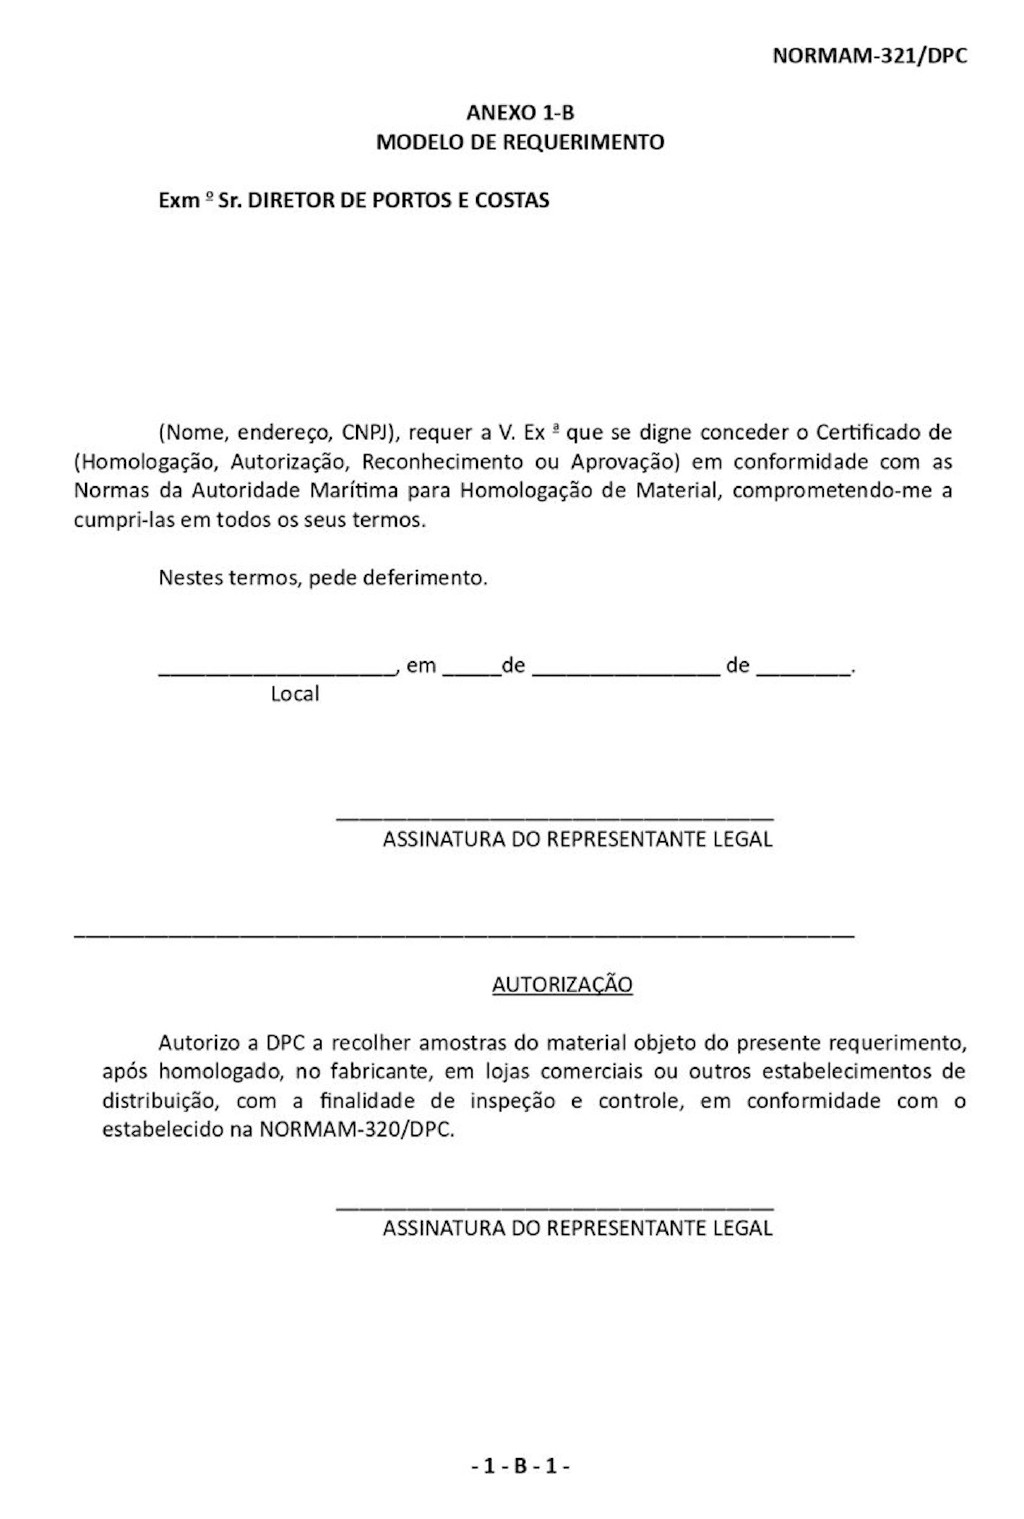 NORMAM-321/DPC
ANEXO 1-B
MODELO DE REQUERIMENTO
Exm º Sr. DIRETOR DE PORTOS E COSTAS
(Nome, endereço, CNPJ), requer a V. Ex ª que se digne conceder o Certificado de
(Homologação, Autorização, Reconhecimento ou Aprovação) em conformidade com as
Normas da Autoridade Marítima para Homologação de Material, comprometendo-me a
cumpri-las em todos os seus termos.
Nestes termos, pede deferimento.
____________________, em _____de ________________ de ________.
Local
_____________________________________
ASSINATURA DO REPRESENTANTE LEGAL
__________________________________________________________________
AUTORIZAÇÃO
Autorizo a DPC a recolher amostras do material objeto do presente requerimento,
após homologado, no fabricante, em lojas comerciais ou outros estabelecimentos de
distribuição, com a finalidade de inspeção e controle, em conformidade com o
estabelecido na NORMAM-320/DPC.
_____________________________________
ASSINATURA DO REPRESENTANTE LEGAL
- 1 - B - 1 -